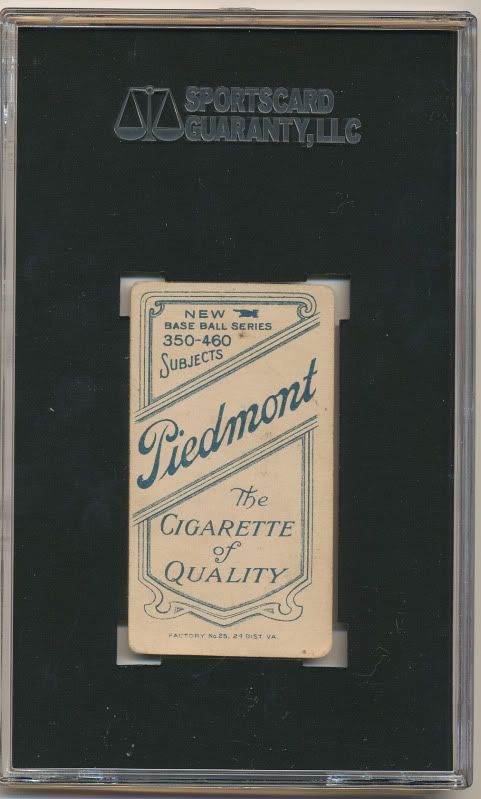 SPORTSCARD
GUARANTY, LLC
NEW
BASE BALL SERIES
350-460
SUBJECTS
Piedmont
The
CIGARETTE
of
QUALITY
FACTORY No. 25, 2d DIST. VA.